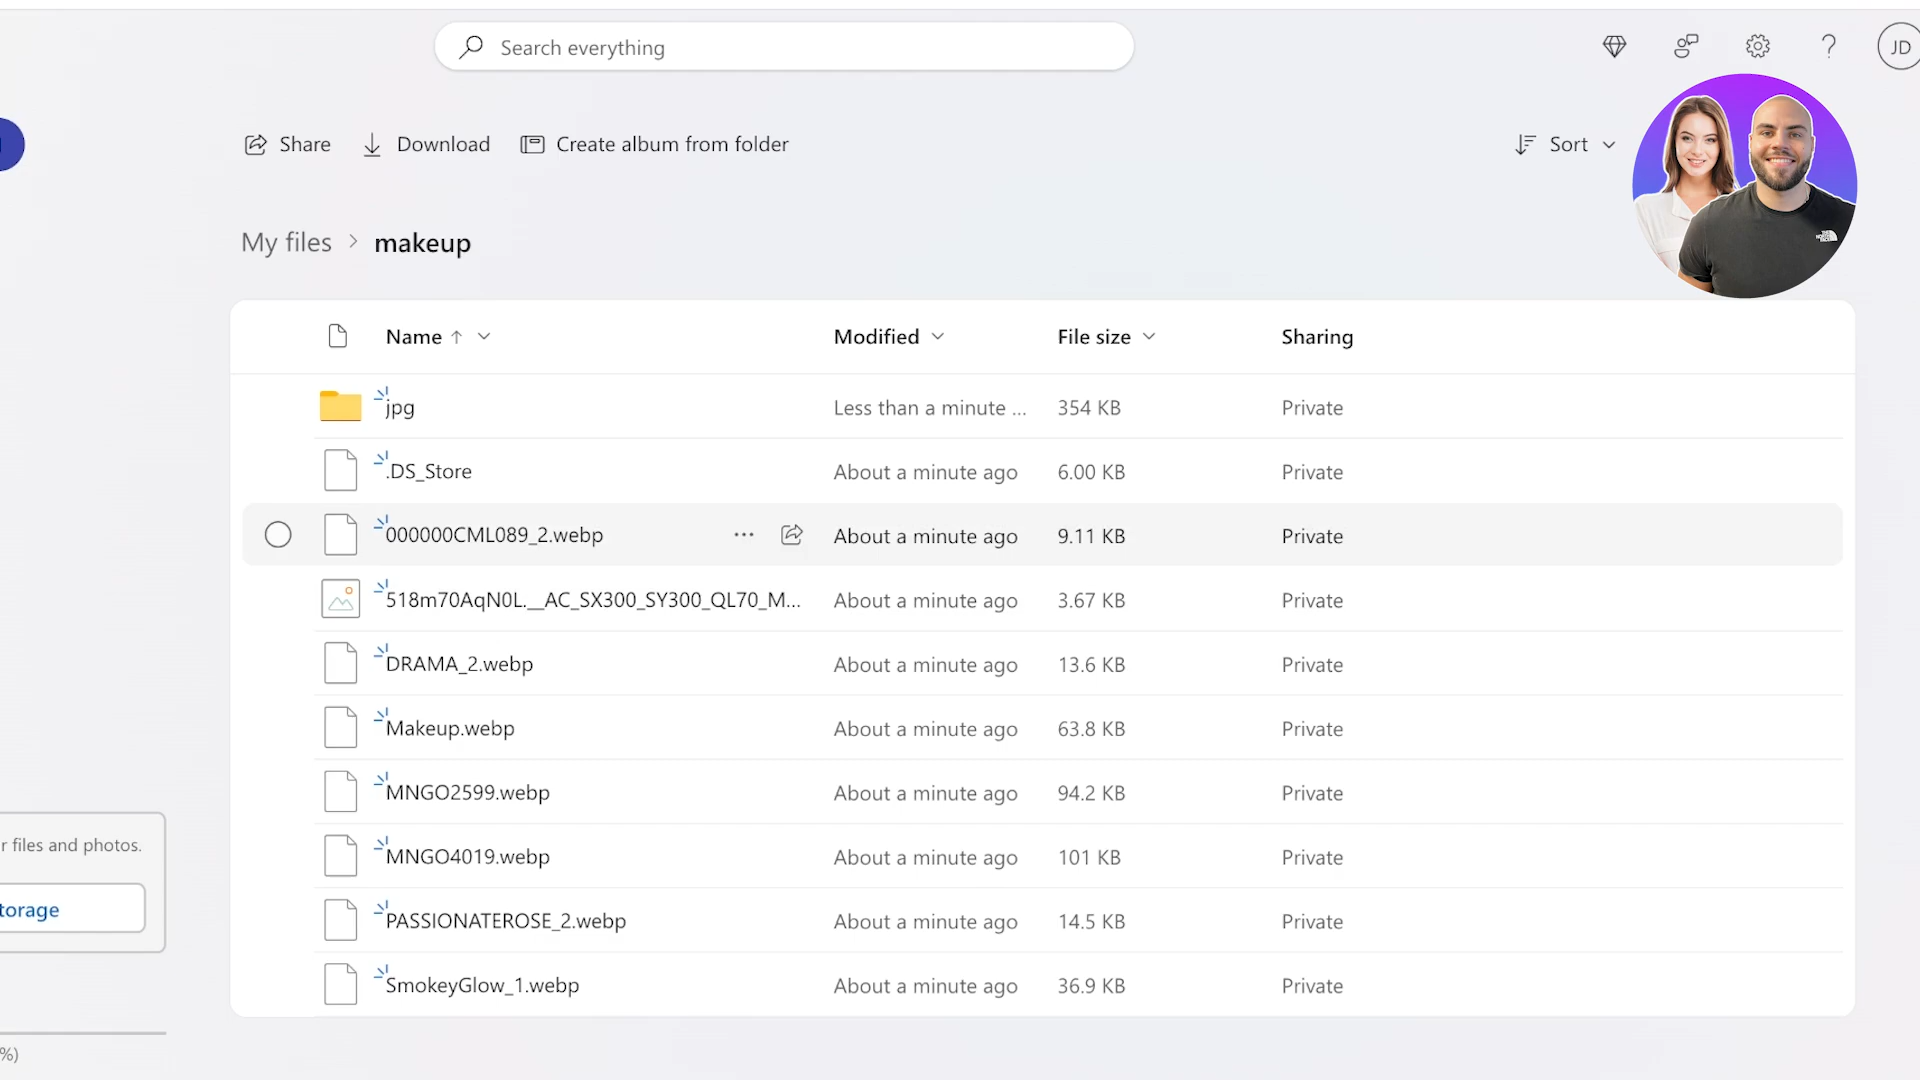 Search everything
JD
Share
Download
Create album from folder
Sort
My files > makeup
THE NORTH FACE
Name
Modified
File size
Sharing
jpg
Less than a minute ...
354 KB
Private
.DS_Store
About a minute ago
6.00 KB
Private
000000CML089_2.webp
About a minute ago
9.11 KB
Private
518m70AqN0L.__AC_SX300_SY300_QL70_M...
About a minute ago
3.67 KB
Private
DRAMA_2.webp
About a minute ago
13.6 KB
Private
Makeup.webp
About a minute ago
63.8 KB
Private
MNGO2599.webp
About a minute ago
94.2 KB
Private
MNGO4019.webp
About a minute ago
101 KB
Private
PASSIONATEROSE_2.webp
About a minute ago
14.5 KB
Private
SmokeyGlow_1.webp
About a minute ago
36.9 KB
Private
r files and photos.
torage
%)